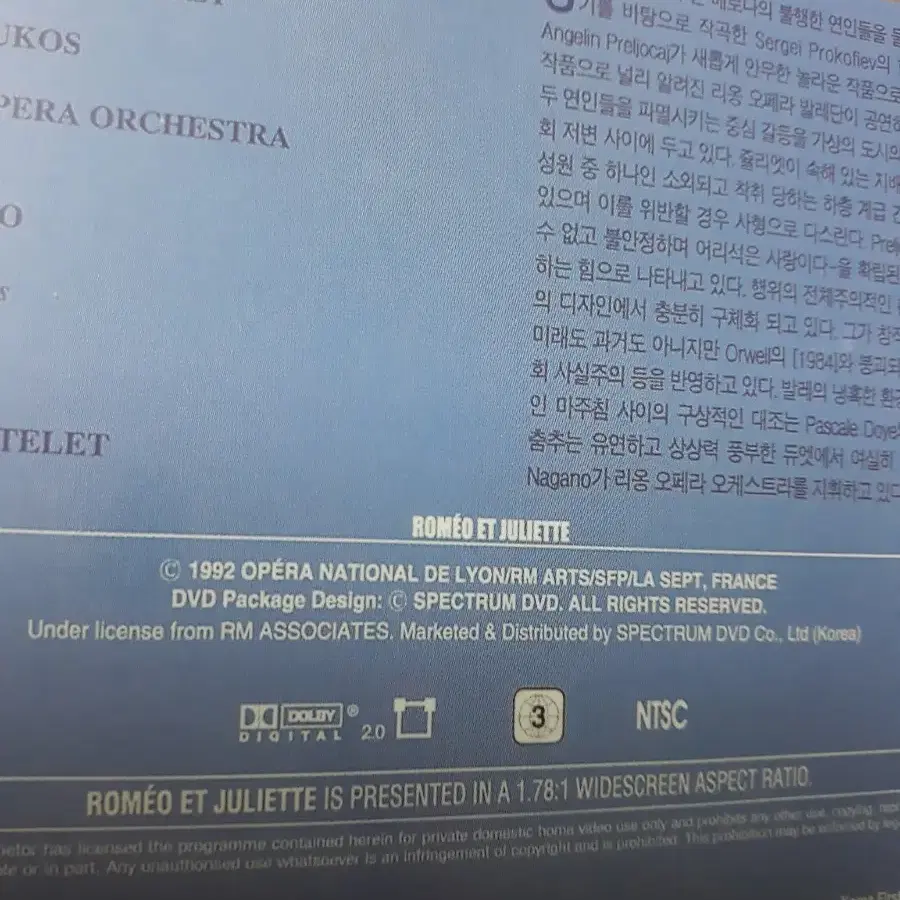 UKOS
PERA ORCHESTRA
O
s
TELET
의 불행한 연인들을
기를 바탕으로 작곡한 Sergei Prokofiev의
Angelin Preljocaj가 새롭게 안무한 놀라운 작품으로
작품으로 널리 알려진 리옹 오페라 발레단이 공연하
두 연인들을 파멸시키는 중심 갈등을 가상의 도시의
회 저변 사이에 두고 있다. 쥴리엣이 속해 있는 지배
성원 중 하나인 소외되고 착취 당하는 하층 계급 간
있으며 이를 위반할 경우 사형으로 다스린다. Prelj
수 없고 불안정하며 어리석은 사랑이다-을 확립된
하는 힘으로 나타내고 있다. 행위의 전체주의적인
의 디자인에서 충분히 구체화 되고 있다. 그가 창작
미래도 과거도 아니지만 Orwell의 [1984]와 붕괴되
회 사실주의 등을 반영하고 있다. 발레의 냉혹한 환경
인 마주침 사이의 구상적인 대조는 Pascale Doye
춤추는 유연하고 상상력 풍부한 듀엣에서 여실히
Nagano가 리옹 오페라 오케스트라를 지휘하고 있다
ROMÉO ET JULIETTE
© 1992 OPÉRA NATIONAL DE LYON/RM ARTS/SFP/LA SEPT, FRANCE
DVD Package Design: © SPECTRUM DVD. ALL RIGHTS RESERVED.
Under license from RM ASSOCIATES. Marketed & Distributed by SPECTRUM DVD Co., Ltd (Korea)
DOLBY ® DIGITAL 2.0 3 NTSC
ROMÉO ET JULIETTE IS PRESENTED IN A 1.78:1 WIDESCREEN ASPECT RATIO.
has licensed the programme contained herein for private domestic home video use only and prohibits any other use, copying,
or in part. Any unauthorised use whatsoever is an infringement of copyright and is prohibited. This prohibition may be enforced by